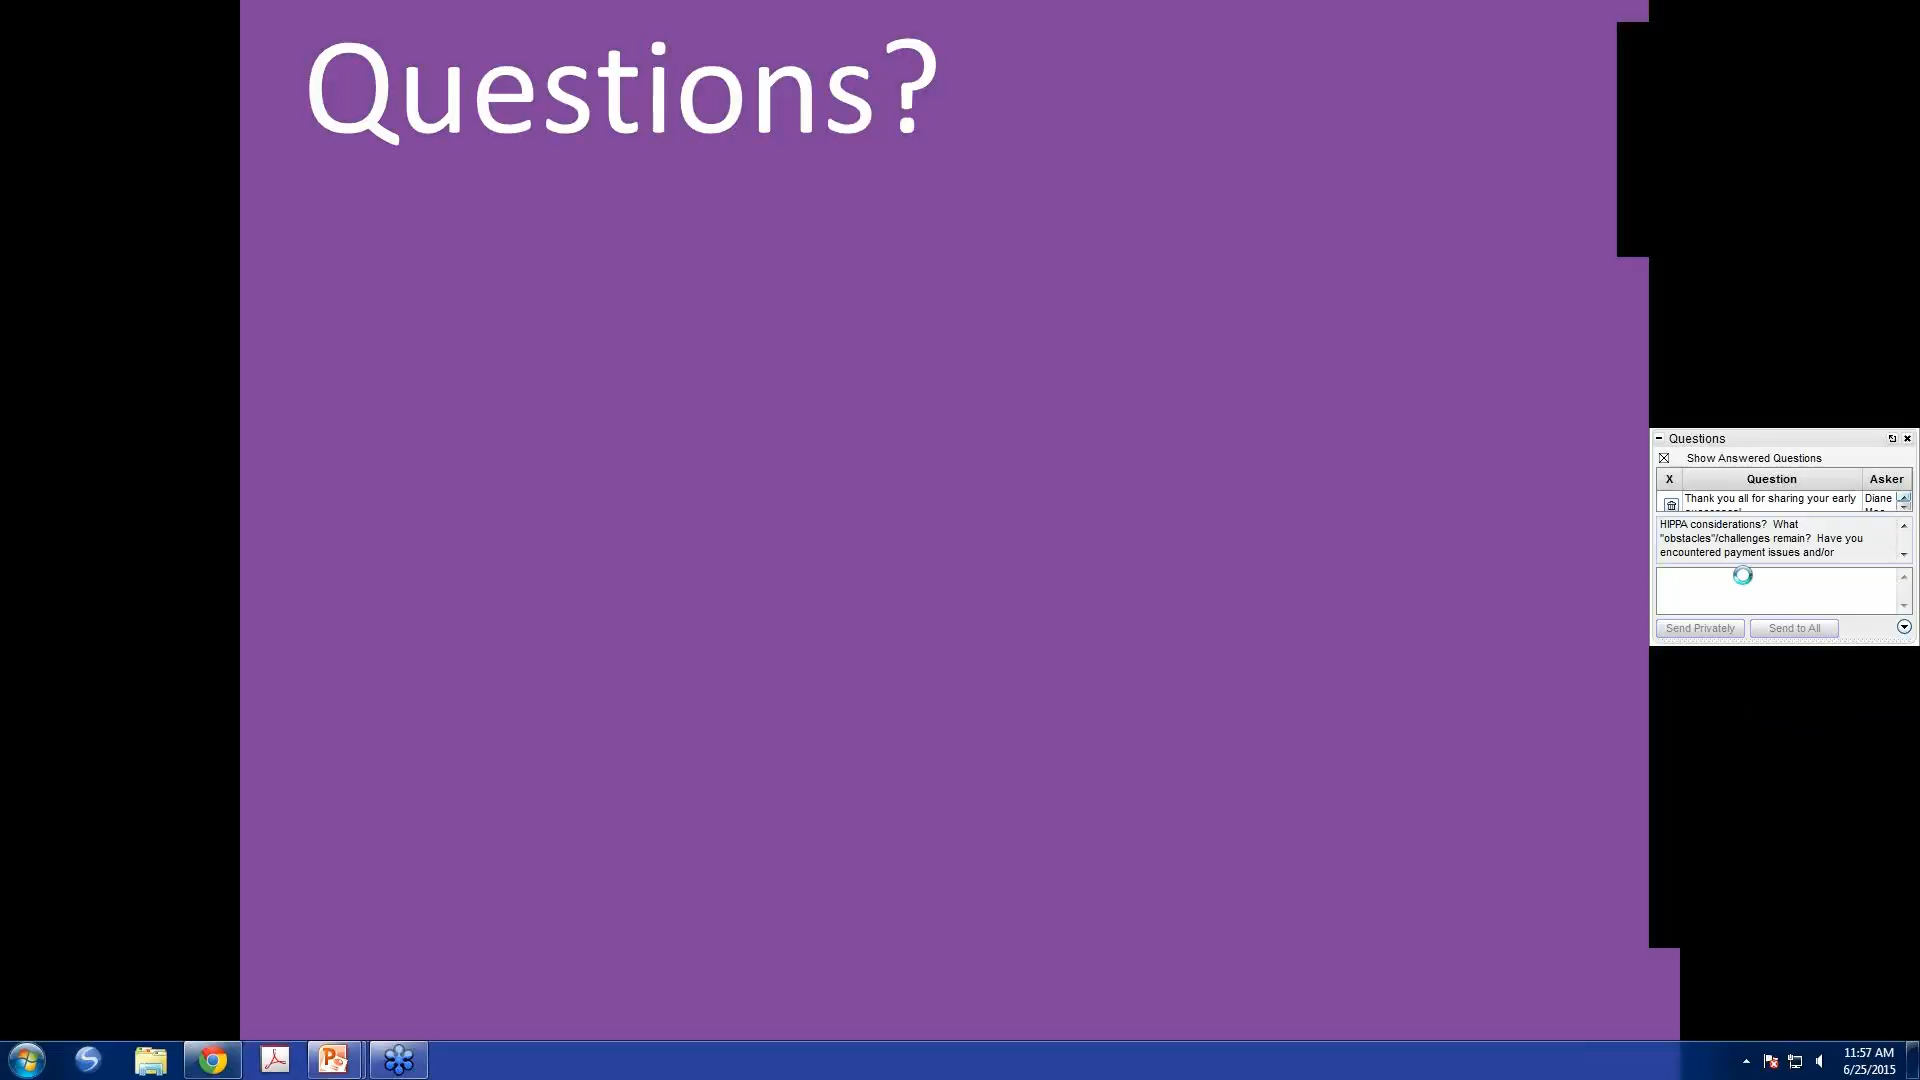 Questions?
Questions
Show Answered Questions
X Question Asker
Thank you all for sharing your early Diane
HIPPA considerations? What
"obstacles"/challenges remain? Have you
encountered payment issues and/or
Send Privately Send to All
11:57 AM
6/25/2015